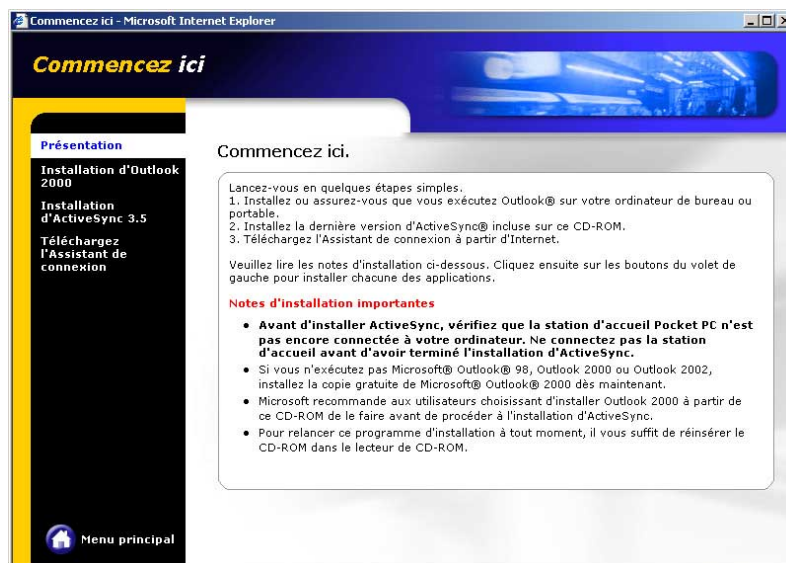 Commencez ici - Microsoft Internet Explorer
Commencez ici
Présentation
Installation d'Outlook
2000
Installation
d'ActiveSync 3.5
Téléchargez
l'Assistant de
connexion
Menu principal
Commencez ici.
Lancez-vous en quelques étapes simples.
1. Installez ou assurez-vous que vous exécutez Outlook® sur votre ordinateur de bureau ou
portable.
2. Installez la dernière version d'ActiveSync® incluse sur ce CD-ROM.
3. Téléchargez l'Assistant de connexion à partir d'Internet.
Veuillez lire les notes d'installation ci-dessous. Cliquez ensuite sur les boutons du volet de
gauche pour installer chacune des applications.
Notes d'installation importantes
• Avant d'installer ActiveSync, vérifiez que la station d'accueil Pocket PC n'est
pas encore connectée à votre ordinateur. Ne connectez pas la station
d'accueil avant d'avoir terminé l'installation d'ActiveSync.
• Si vous n'exécutez pas Microsoft® Outlook® 98, Outlook 2000 ou Outlook 2002,
installez la copie gratuite de Microsoft® Outlook® 2000 dès maintenant.
• Microsoft recommande aux utilisateurs choisissant d'installer Outlook 2000 à partir de
ce CD-ROM de le faire avant de procéder à l'installation d'ActiveSync.
• Pour relancer ce programme d'installation à tout moment, il vous suffit de réinsérer le
CD-ROM dans le lecteur de CD-ROM.